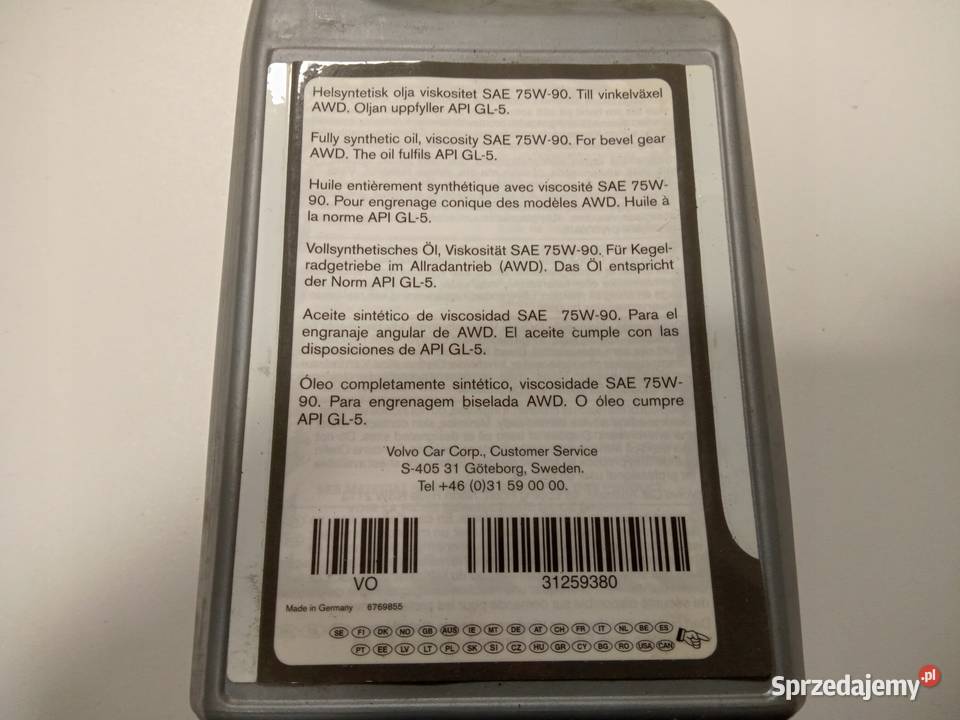 Helsyntetisk olja viskositet SAE 75W-90. Till vinkelväxel
AWD. Oljan uppfyller API GL-5.
Fully synthetic oil, viscosity SAE 75W-90. For bevel gear
AWD. The oil fulfils API GL-5.
Huile entièrement synthétique avec viscosité SAE 75W-
90. Pour engrenage conique des modèles AWD. Huile à
la norme API GL-5.
Vollsynthetisches Öl, Viskosität SAE 75W-90. Für Kegel-
radgetriebe im Allradantrieb (AWD). Das Öl entspricht
der Norm API GL-5.
Aceite sintético de viscosidad SAE 75W-90. Para el
engranaje angular de AWD. El aceite cumple con las
disposiciones de API GL-5.
Óleo completamente sintético, viscosidade SAE 75W-
90. Para engrenagem biselada AWD. O óleo cumpre
API GL-5.
Volvo Car Corp., Customer Service
S-405 31 Göteborg, Sweden.
Tel +46 (0)31 59 00 00.
VO 31259380
Made in Germany 6769855
SE FI DK NO GB AUS IE MT DE AT CH FR IT NL BE ES
PT EE LV LT PL SK SI CZ HU GR CY BG RO USA CAN
Sprzedajemy.pl